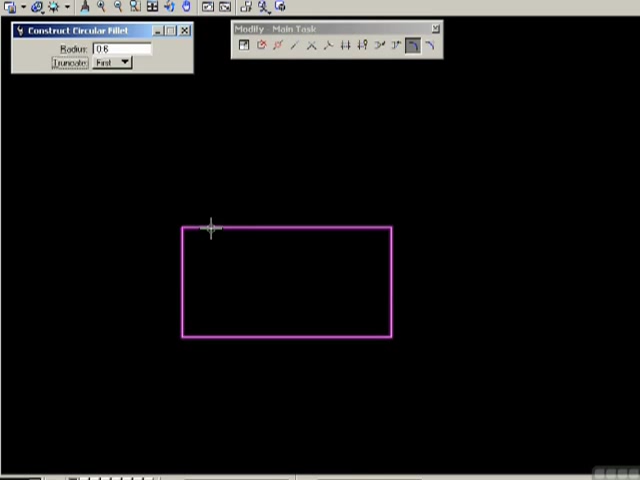 Construct Circular Fillet
Modify - Main Task
Radius: 0.6
Truncate: First